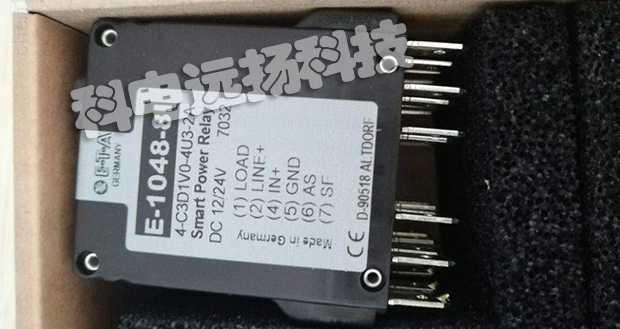 科电远扬科技
E-T-A
GERMANY
E-1048-8
4-C3D1V0-4U3-2A
Smart Power Relay
DC 12/24V 7032
(1) LOAD
(2) LINE+
(4) IN+
(5) GND
(6) AS
(7) SF
Made in Germany
CE D-90518 ALTDORF